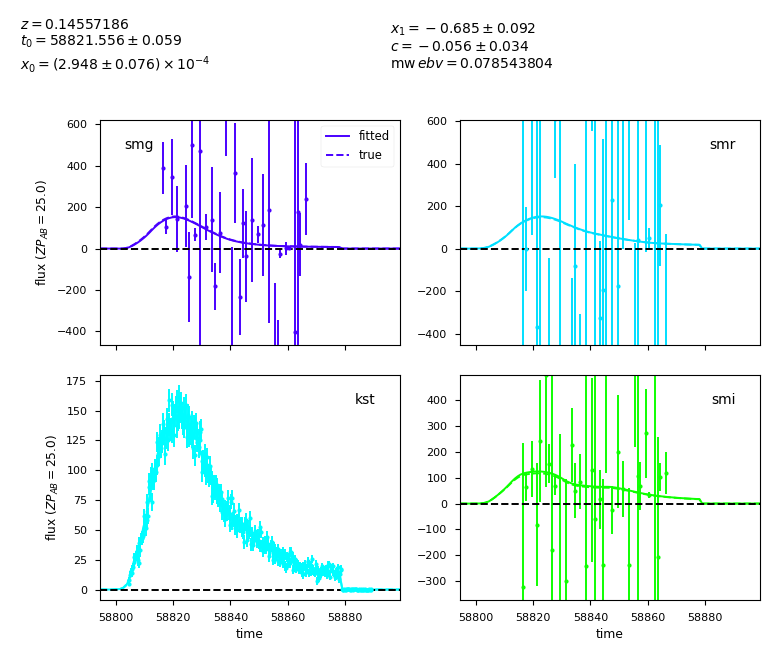 z = 0.14557186
t₀ = 58821.556 ± 0.059
x₀ = (2.948 ± 0.076) × 10⁻⁴
x₁ = −0.685 ± 0.092
c = −0.056 ± 0.034
mw ebv = 0.078543804
600
400
200
0
−200
−400
flux (ZP_AB = 25.0)
smg
fitted
true
600
400
200
0
−200
−400
smr
175
150
125
100
75
50
25
0
flux (ZP_AB = 25.0)
kst
58800 58820 58840 58860 58880
time
400
300
200
100
0
−100
−200
−300
smi
58800 58820 58840 58860 58880
time